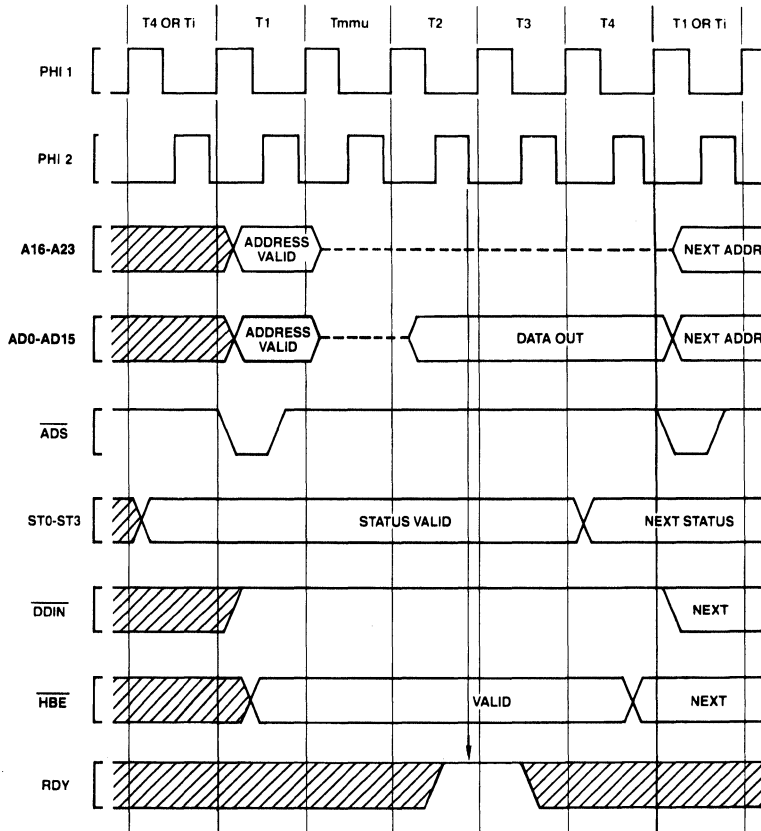 T4 OR Ti T1 Tmmu T2 T3 T4 T1 OR Ti
PHI 1
PHI 2
A16-A23 ADDRESS VALID NEXT ADDR
AD0-AD15 ADDRESS VALID DATA OUT NEXT ADDR
ADS
ST0-ST3 STATUS VALID NEXT STATUS
DDIN NEXT
HBE VALID NEXT
RDY